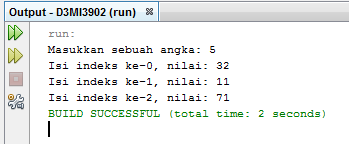 Output - D3MI3902 (run)
run:
Masukkan sebuah angka: 5
Isi indeks ke-0, nilai: 32
Isi indeks ke-1, nilai: 11
Isi indeks ke-2, nilai: 71
BUILD SUCCESSFUL (total time: 2 seconds)